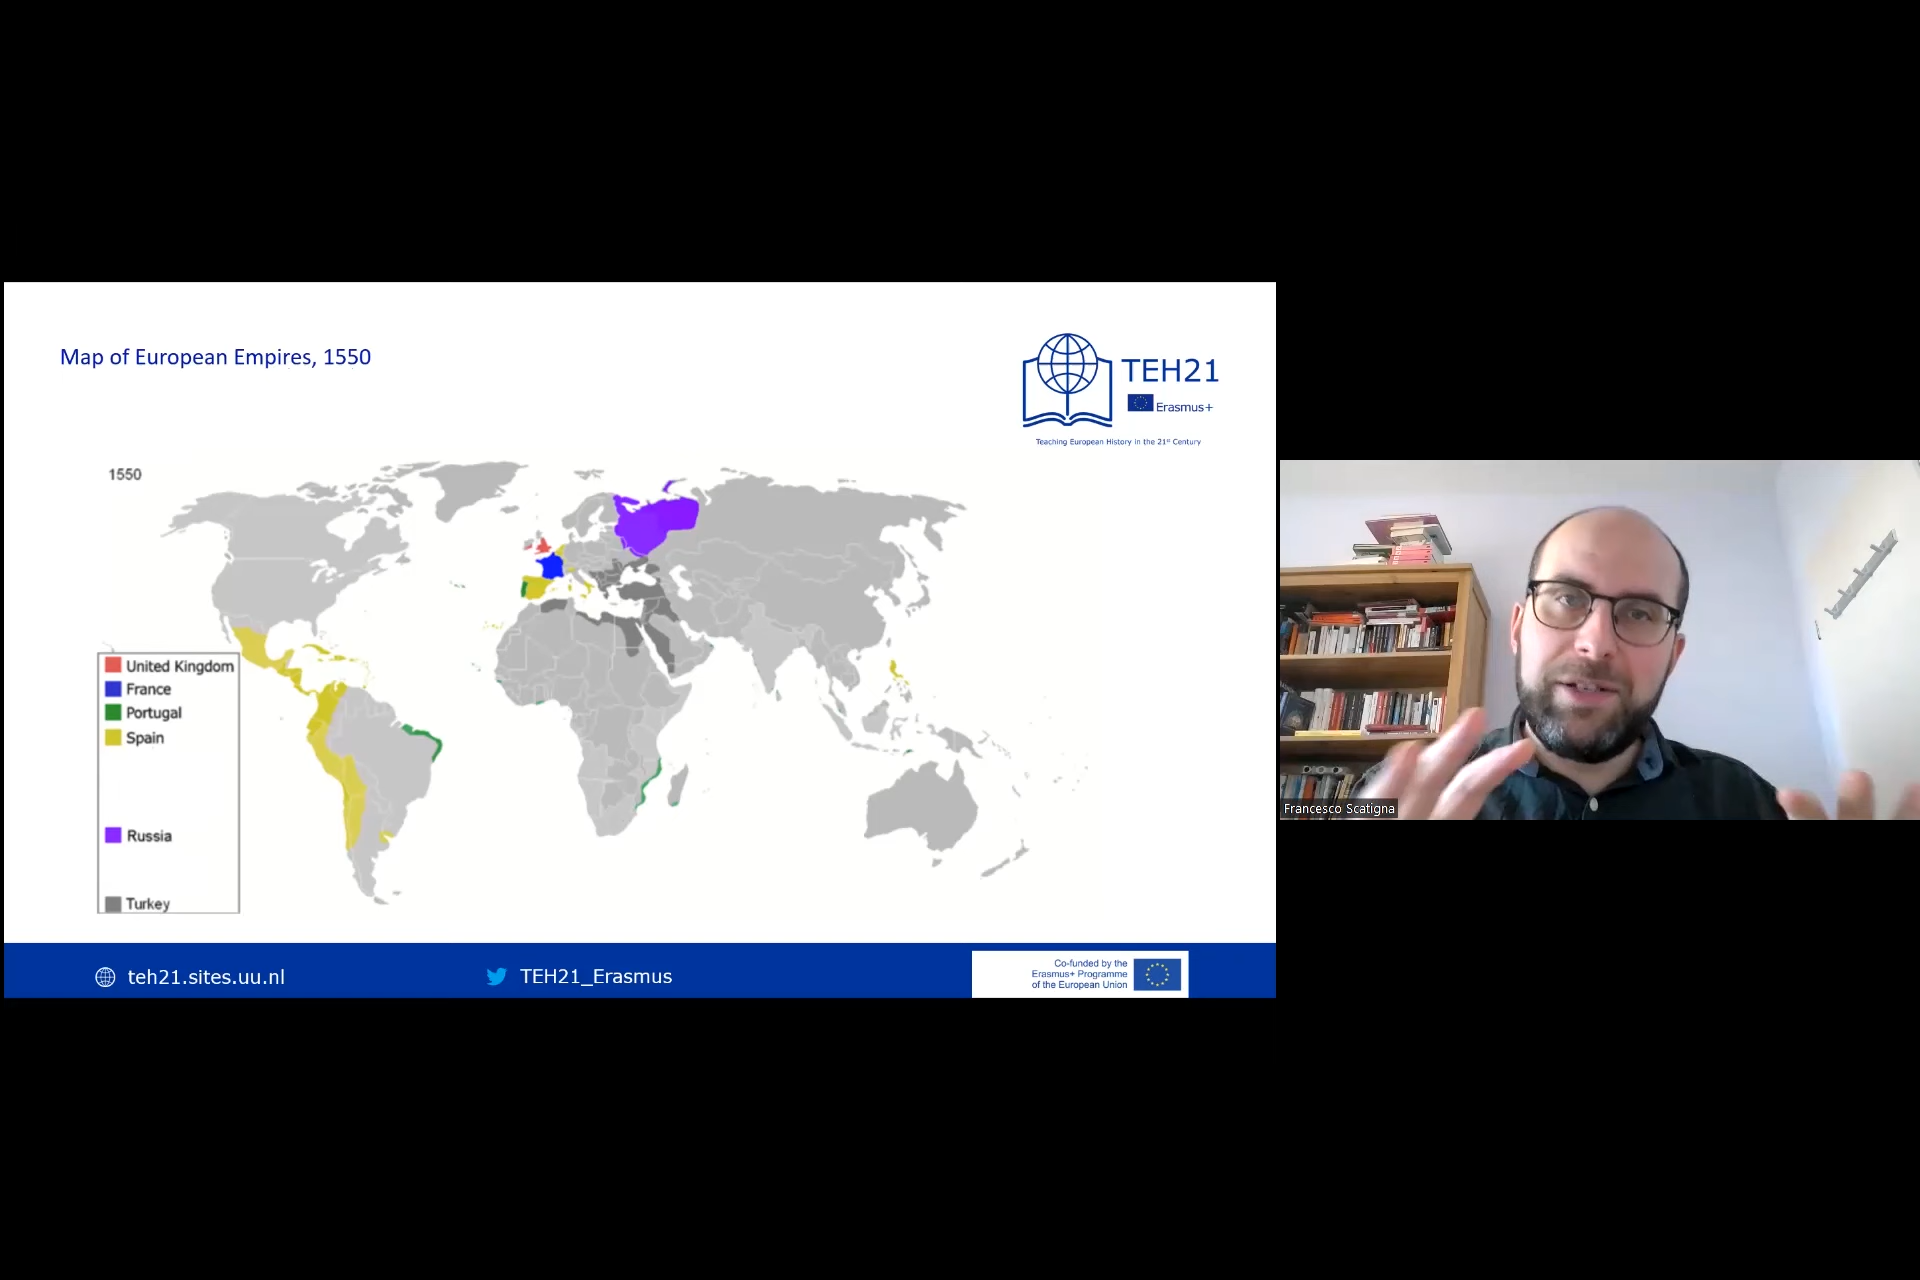 Map of European Empires, 1550
TEH21
Erasmus+
Teaching European History in the 21st Century
1550
United Kingdom
France
Portugal
Spain
Russia
Turkey
teh21.sites.uu.nl
TEH21_Erasmus
Co-funded by the
Erasmus+ Programme
of the European Union
Francesco Scatigna